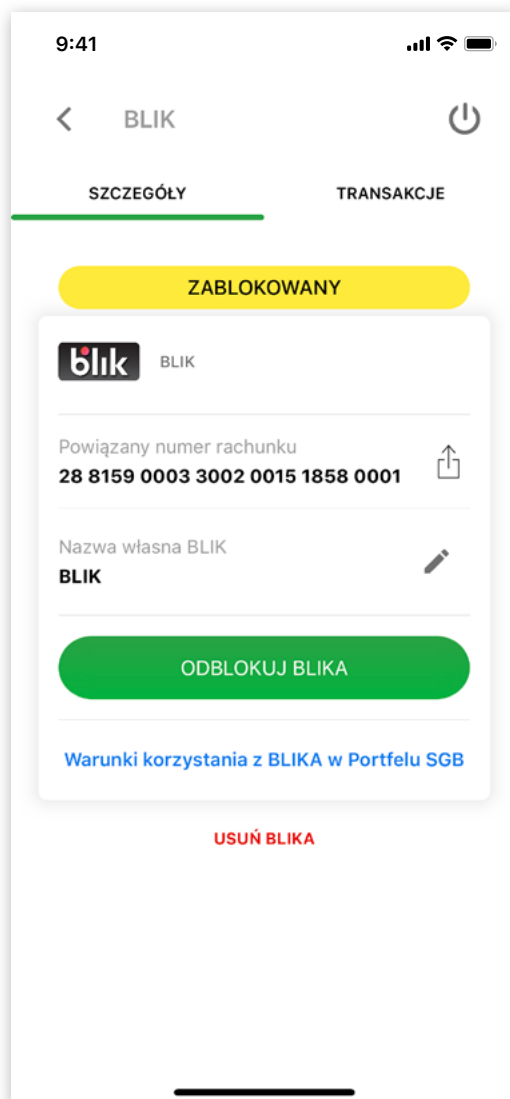 9:41
BLIK
SZCZEGÓŁY
TRANSAKCJE
ZABLOKOWANY
blik BLIK
Powiązany numer rachunku
28 8159 0003 3002 0015 1858 0001
Nazwa własna BLIK
BLIK
ODBLOKUJ BLIKA
Warunki korzystania z BLIKA w Portfelu SGB
USUŃ BLIKA